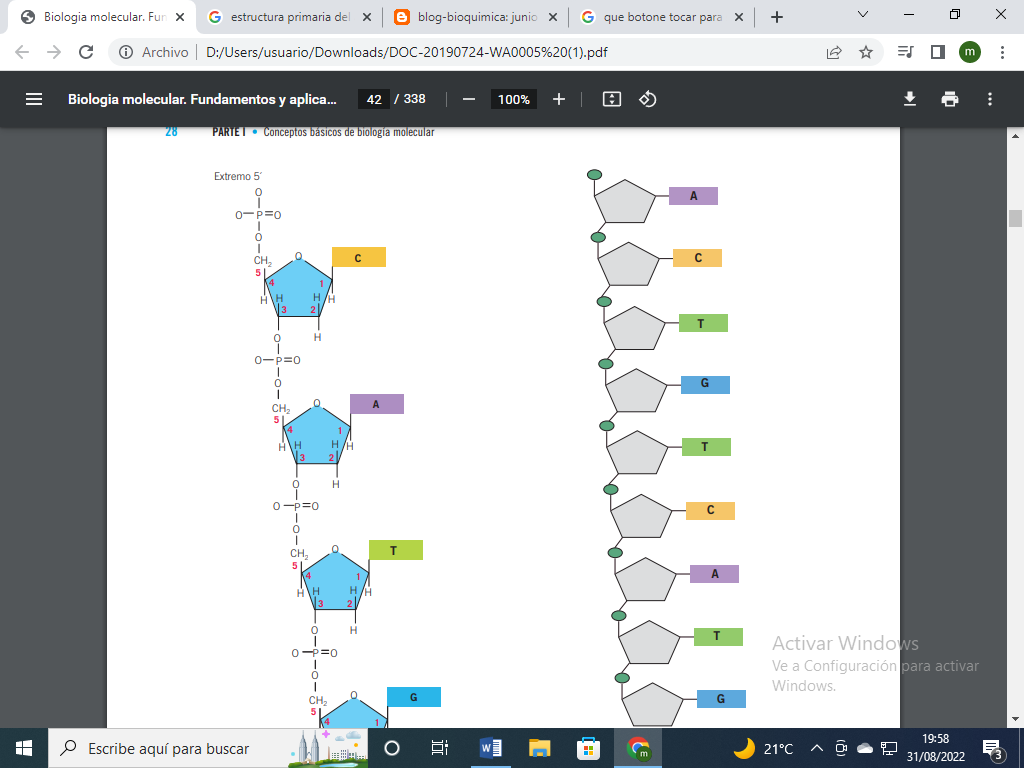 Biologia molecular. Fur
estructura primaria del
blog-bioquimica: junio
que botone tocar para
Archivo
D:/Users/usuario/Downloads/DOC-20190724-WA0005%20(1).pdf
m
Biologia molecular. Fundamentos y aplica...
42 / 338
100%
28 PARTE I • Conceptos básicos de biología molecular
Extremo 5′
O
O P O
O
CH2
5
O
C
4
1
H H H H
3 2
O H
O P O
O
CH2
5
O
A
4
1
H H H H
3 2
O H
O P O
O
CH2
5
O
T
4
1
H H H H
3 2
O H
O P O
O
CH2
5
O
G
4
1
A
C
T
G
T
C
A
T
G
Activar Windows
Ve a Configuración para activar
Windows.
Escribe aquí para buscar
21°C
19:58
31/08/2022
3